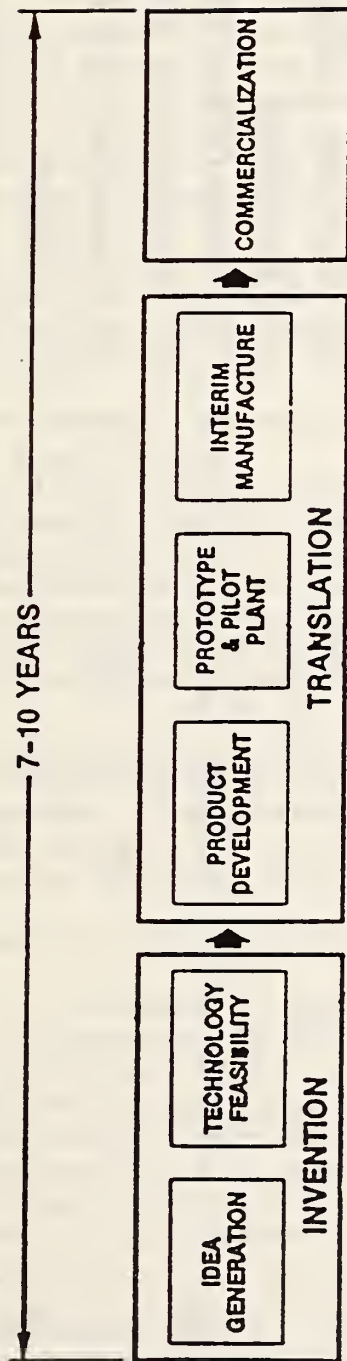 7-10 YEARS
IDEA
GENERATION
TECHNOLOGY
FEASIBILITY
INVENTION
PRODUCT
DEVELOPMENT
PROTOTYPE
& PILOT
PLANT
INTERIM
MANUFACTURE
TRANSLATION
COMMERCIALIZATION